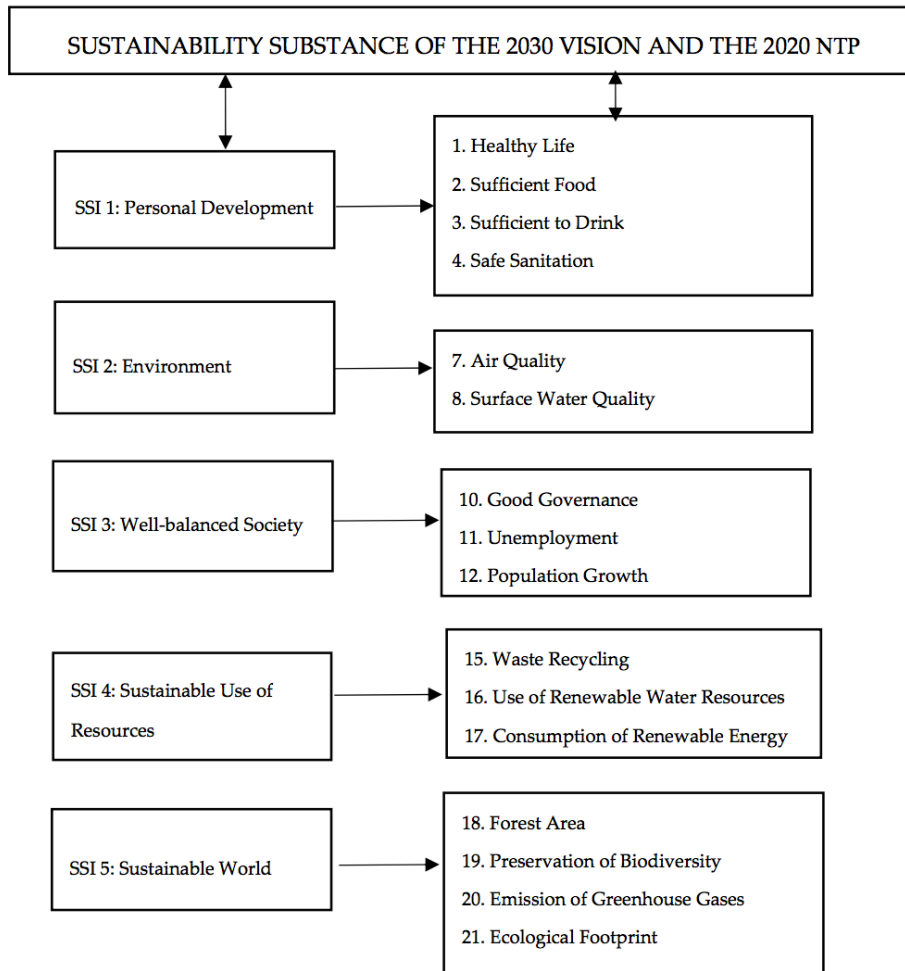 SUSTAINABILITY SUBSTANCE OF THE 2030 VISION AND THE 2020 NTP
SSI 1: Personal Development
1. Healthy Life
2. Sufficient Food
3. Sufficient to Drink
4. Safe Sanitation
SSI 2: Environment
7. Air Quality
8. Surface Water Quality
SSI 3: Well-balanced Society
10. Good Governance
11. Unemployment
12. Population Growth
SSI 4: Sustainable Use of
Resources
15. Waste Recycling
16. Use of Renewable Water Resources
17. Consumption of Renewable Energy
SSI 5: Sustainable World
18. Forest Area
19. Preservation of Biodiversity
20. Emission of Greenhouse Gases
21. Ecological Footprint